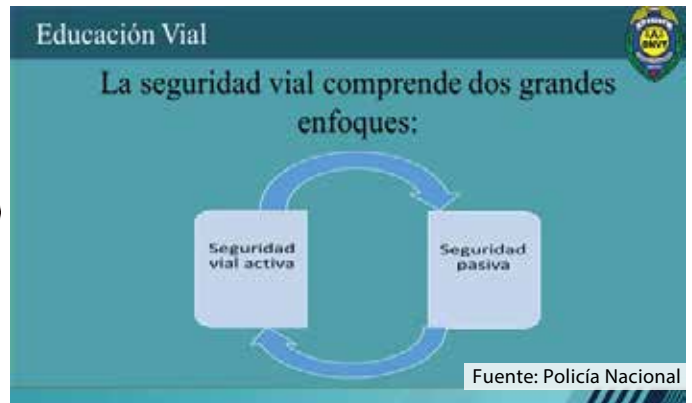 Educación Vial
La seguridad vial comprende dos grandes
enfoques:
Seguridad
vial activa
Seguridad
pasiva
Fuente: Policía Nacional